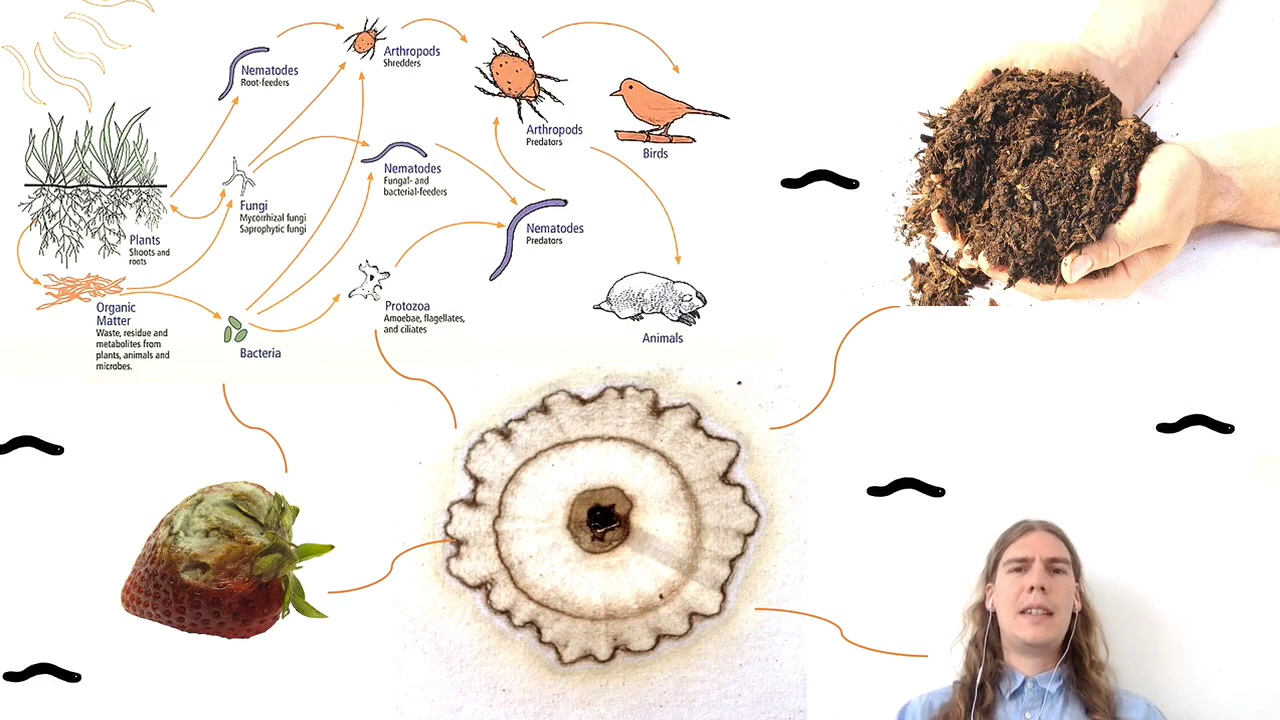 Nematodes
Root-feeders
Arthropods
Shredders
Arthropods
Predators
Birds
Nematodes
Fungal- and
bacterial-feeders
Fungi
Mycorrhizal fungi
Saprophytic fungi
Plants
Shoots and
roots
Nematodes
Predators
Organic
Matter
Waste, residue and
metabolites from
plants, animals and
microbes.
Bacteria
Protozoa
Amoebae, flagellates,
and ciliates
Animals